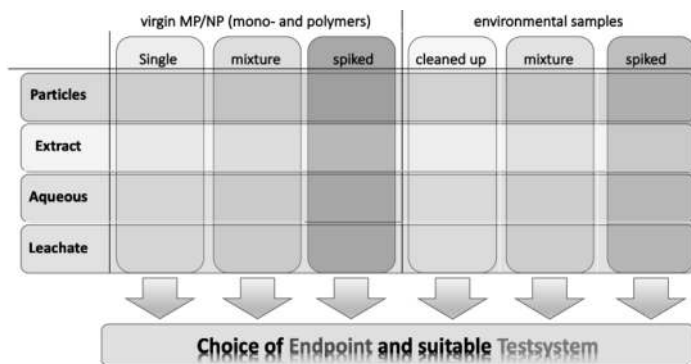 virgin MP/NP (mono- and polymers) environmental samples
Single mixture spiked cleaned up mixture spiked
Particles
Extract
Aqueous
Leachate
Choice of Endpoint and suitable Testsystem